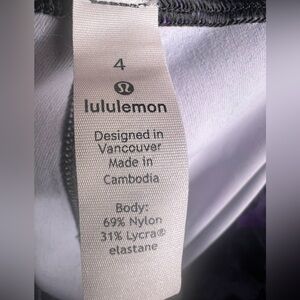 4
lululemon
Designed in
Vancouver
Made in
Cambodia
Body:
69% Nylon
31% Lycra®
elastane